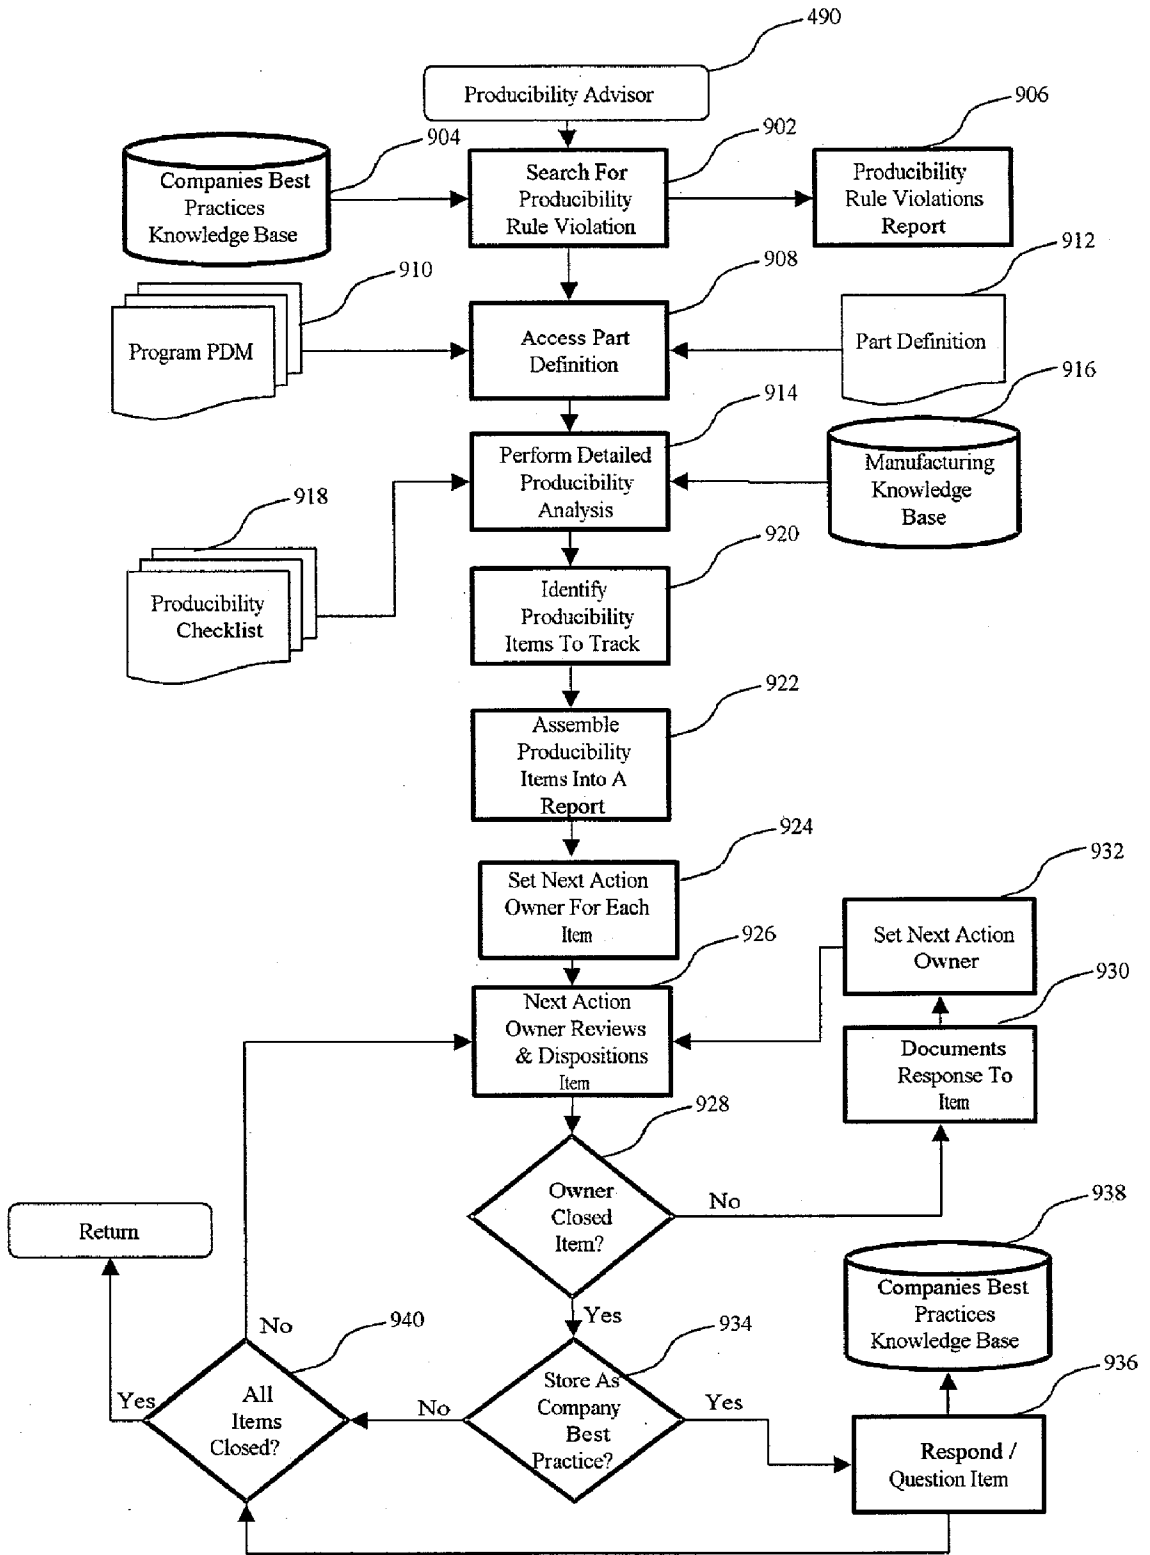 490
Producibility Advisor
904
902
906
Companies Best
Practices
Knowledge Base
Search For
Producibility
Rule Violation
Producibility
Rule Violations
Report
910
908
912
Program PDM
Access Part
Definition
Part Definition
914
916
Perform Detailed
Producibility
Analysis
Manufacturing
Knowledge
Base
918
920
Producibility
Checklist
Identify
Producibility
Items To Track
922
Assemble
Producibility
Items Into A
Report
924
932
Set Next Action
Owner For Each
Item
926
Set Next Action
Owner
930
Next Action
Owner Reviews
& Dispositions
Item
Documents
Response To
Item
928
Owner
Closed
Item?
No
938
Return
Companies Best
Practices
Knowledge Base
Yes
No
940
934
936
Yes
All
Items
Closed?
No
Store As
Company
Best
Practice?
Yes
Respond /
Question Item